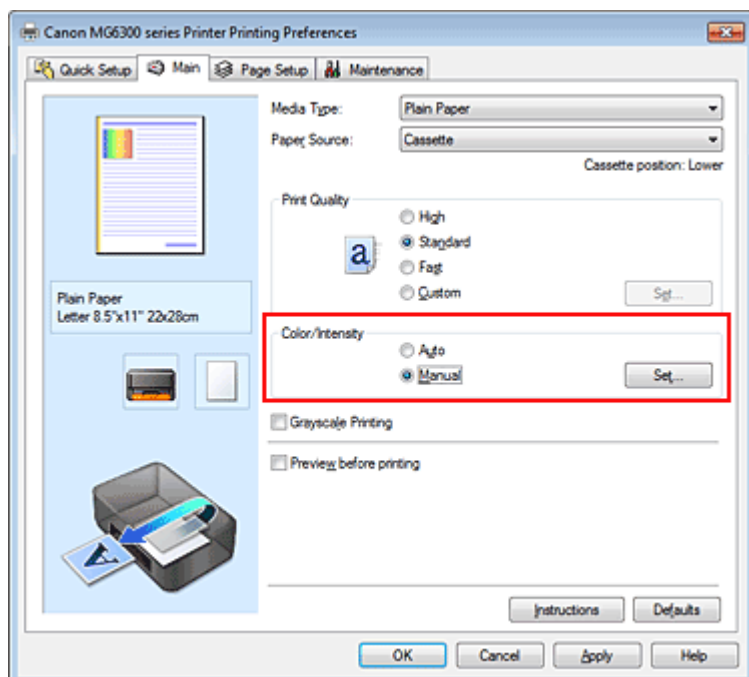 Canon MG6300 series Printer Printing Preferences
Quick Setup Main Page Setup Maintenance
Media Type: Plain Paper
Paper Source: Cassette
Cassette position: Lower
Print Quality
High
a Standard
Fast
Custom Set...
Plain Paper
Letter 8.5"x11" 22x28cm
Color/Intensity
Auto
Manual Set...
Grayscale Printing
Preview before printing
A
Instructions Defaults
OK Cancel Apply Help